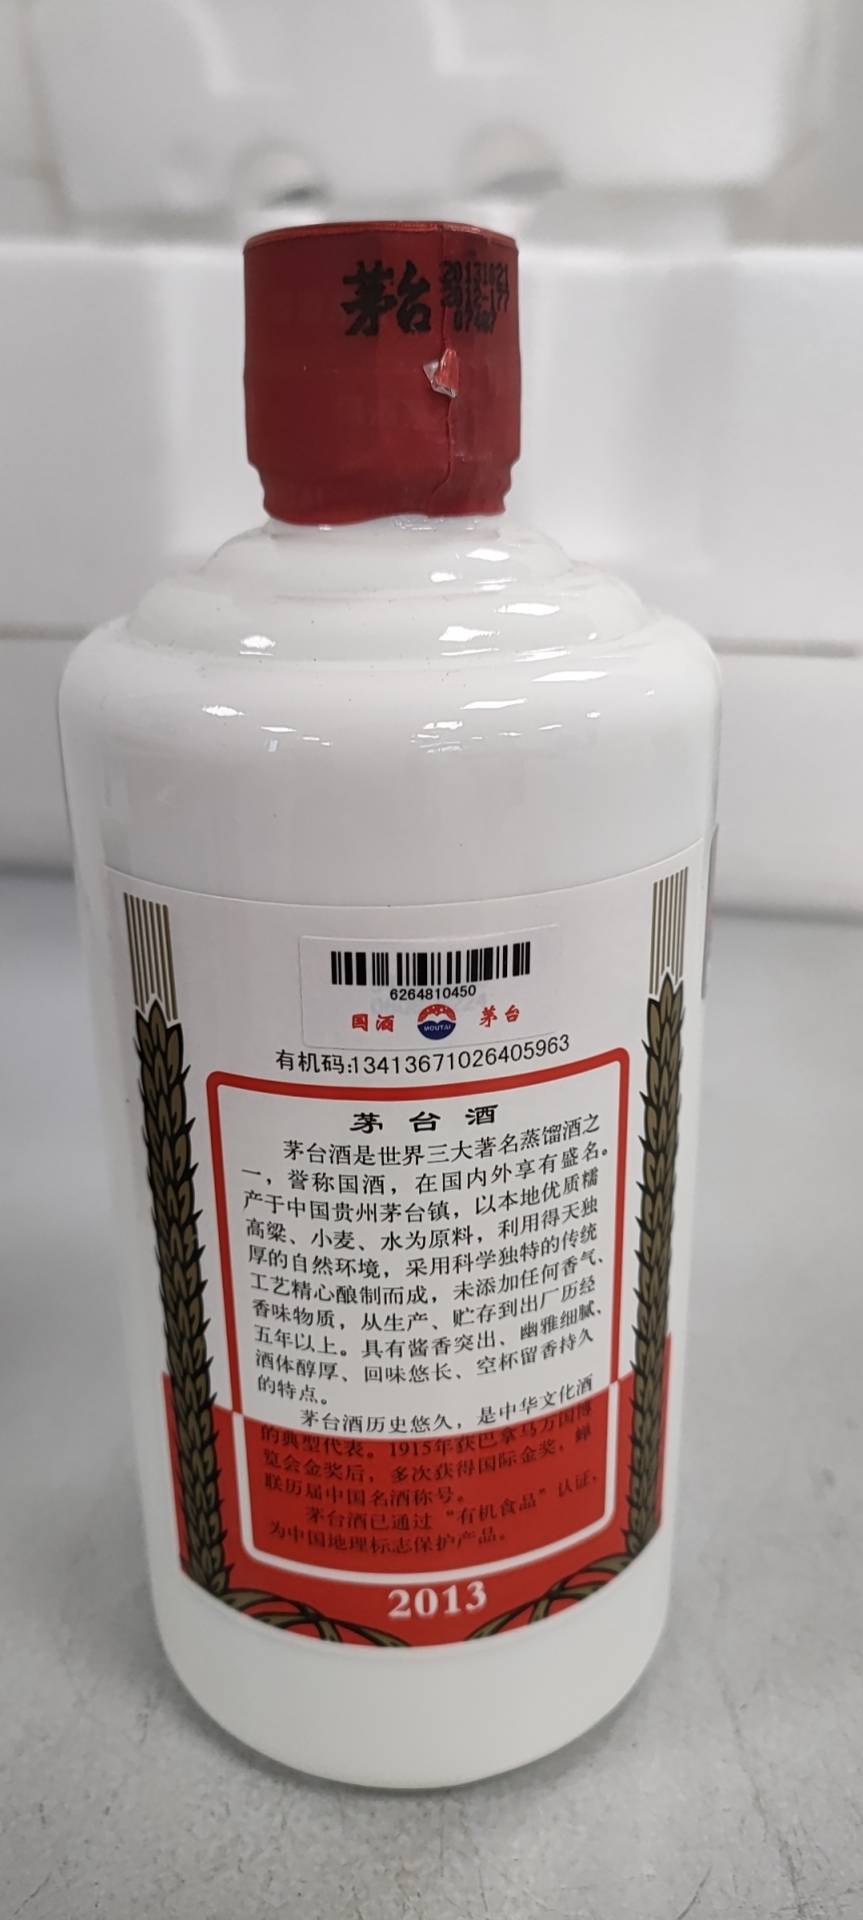 茅台
20131021
2012-177
6264810450
国酒 MOUTAI 茅台
有机码:13413671026405963
茅台酒
茅台酒是世界三大著名蒸馏酒之
一，誉称国酒，在国内外享有盛名。
产于中国贵州茅台镇，以本地优质糯
高粱、小麦、水为原料，利用得天独
厚的自然环境，采用科学独特的传统
工艺精心酿制而成，未添加任何香气、
香味物质，从生产、贮存到出厂历经
五年以上。具有酱香突出、幽雅细腻、
酒体醇厚、回味悠长、空杯留香持久
的特点。
茅台酒历史悠久，是中华文化酒
的典型代表。1915年获巴拿马万国博
览会金奖后，多次获得国际金奖，蝉
联历届中国名酒称号。
茅台酒已通过“有机食品”认证，
为中国地理标志保护产品。
2013